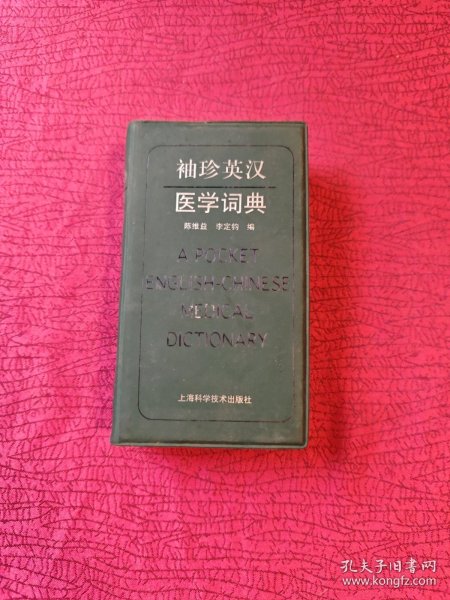 袖珍英汉
医学词典
陈维益 李定钧 编
A POCKET
ENGLISH-CHINESE
MEDICAL
DICTIONARY
上海科学技术出版社
孔夫子旧书网
www.kongfz.com